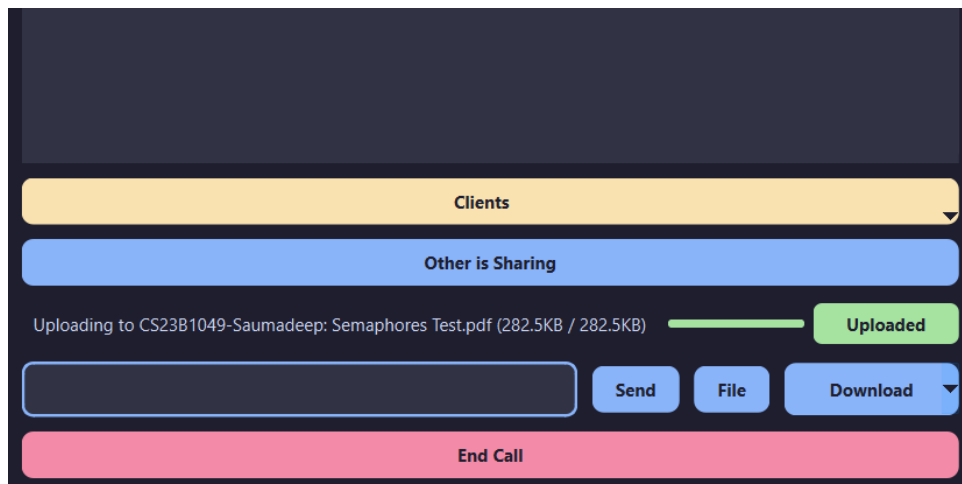 Clients
Other is Sharing
Uploading to CS23B1049-Saumadeep: Semaphores Test.pdf (282.5KB / 282.5KB) Uploaded
Send File Download
End Call